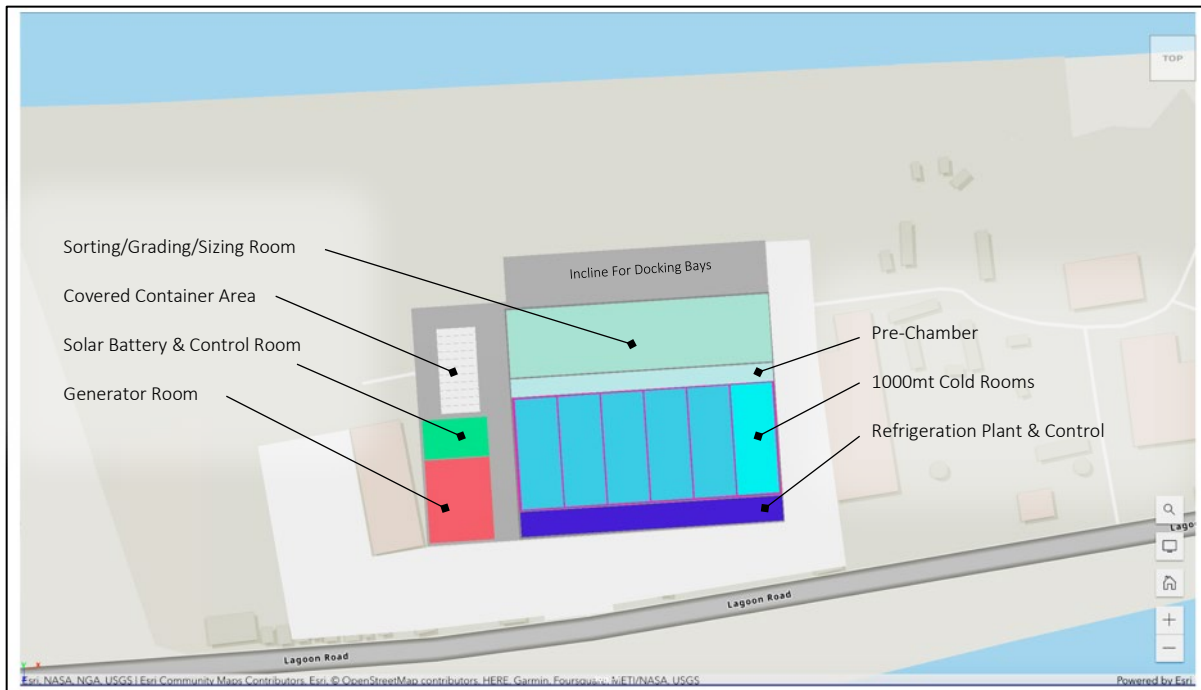 TOP
Sorting/Grading/Sizing Room
Incline For Docking Bays
Covered Container Area
Solar Battery & Control Room
Generator Room
Pre-Chamber
1000mt Cold Rooms
Refrigeration Plant & Control
Lagoon Road
Lagoon Road
Esri, NASA, NGA, USGS | Esri Community Maps Contributors, Esri, © OpenStreetMap contributors, HERE, Garmin, Foursquare, METI/NASA, USGS
Powered by Esri